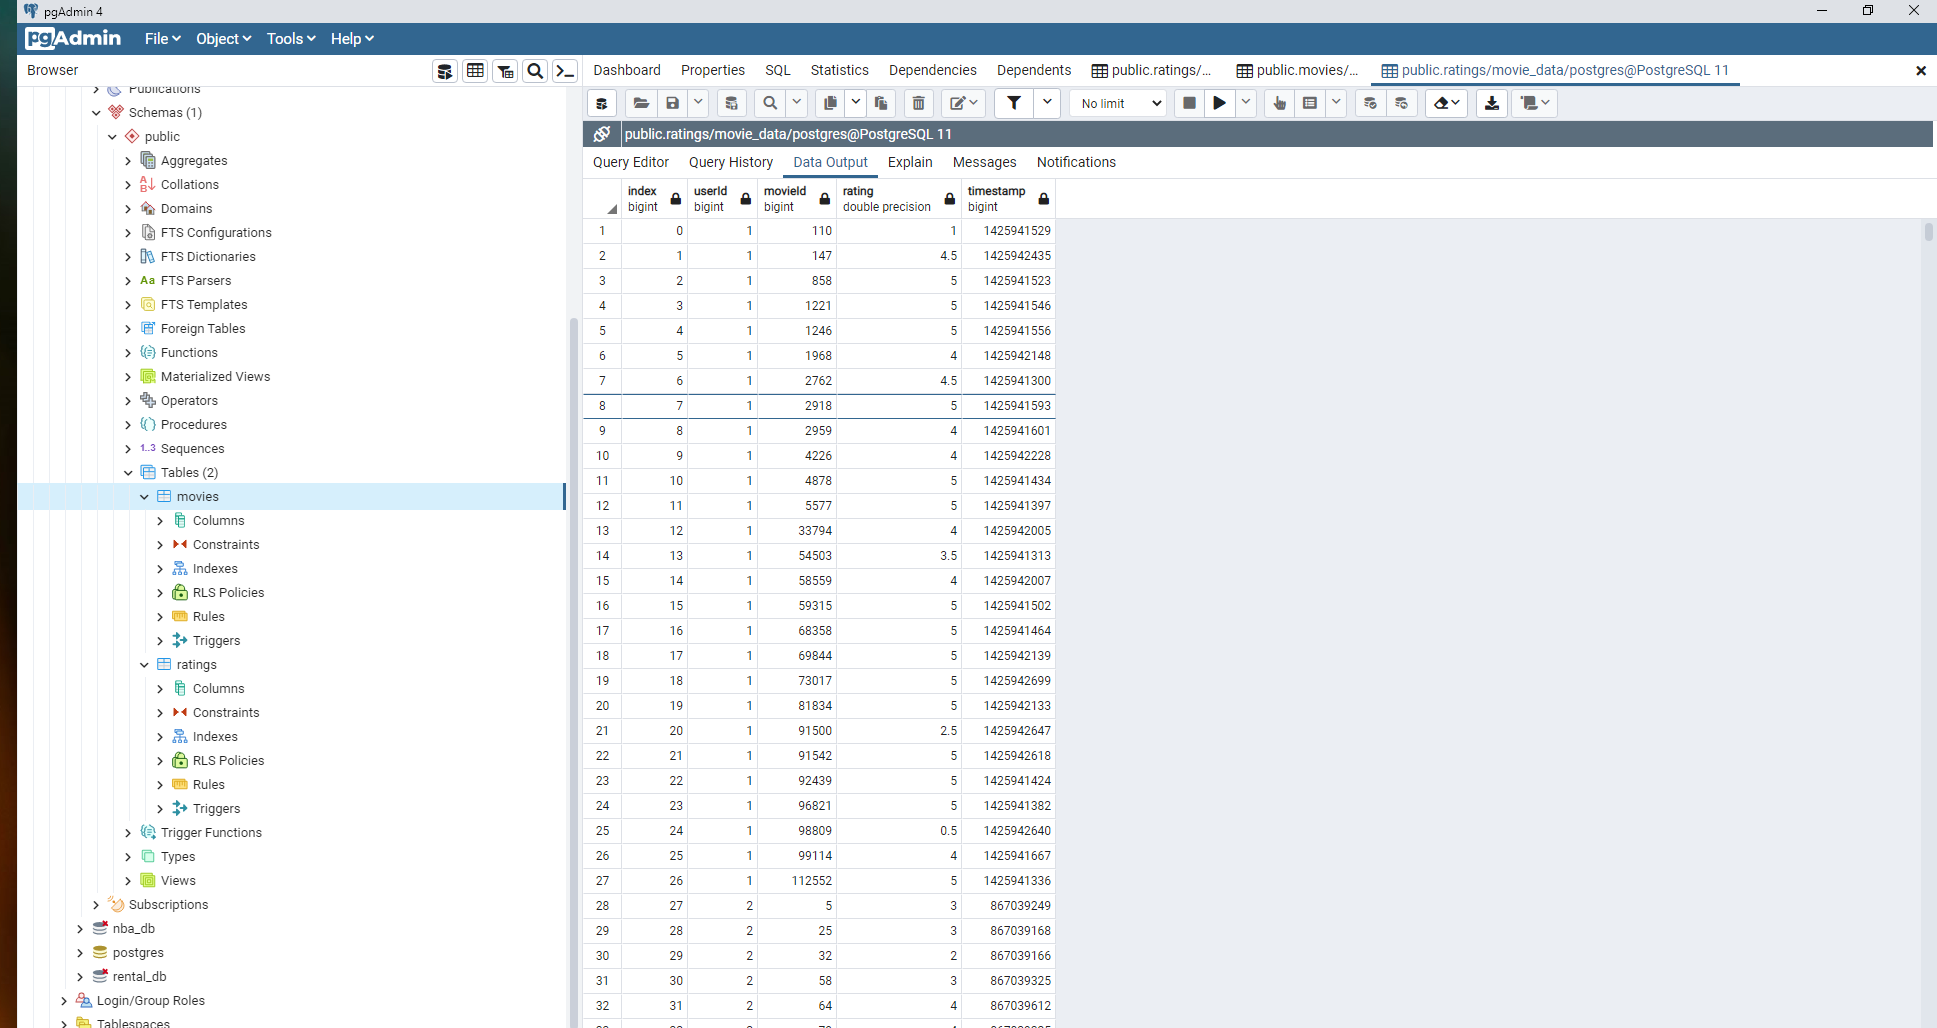 pgAdmin 4
pgAdmin File Object Tools Help
Browser
Dashboard Properties SQL Statistics Dependencies Dependents public.ratings/... public.movies/... public.ratings/movie_data/postgres@PostgreSQL 11
No limit
public.ratings/movie_data/postgres@PostgreSQL 11
Query Editor Query History Data Output Explain Messages Notifications
Publications
Schemas (1)
public
Aggregates
Collations
Domains
FTS Configurations
FTS Dictionaries
Aa FTS Parsers
FTS Templates
Foreign Tables
Functions
Materialized Views
Operators
Procedures
1..3 Sequences
Tables (2)
movies
Columns
Constraints
Indexes
RLS Policies
Rules
Triggers
ratings
Columns
Constraints
Indexes
RLS Policies
Rules
Triggers
Trigger Functions
Types
Views
Subscriptions
nba_db
postgres
rental_db
Login/Group Roles
Tablespaces
index userId movieId rating timestamp
bigint bigint bigint double precision bigint
1 0 1 110 1 1425941529
2 1 1 147 4.5 1425942435
3 2 1 858 5 1425941523
4 3 1 1221 5 1425941546
5 4 1 1246 5 1425941556
6 5 1 1968 4 1425942148
7 6 1 2762 4.5 1425941300
8 7 1 2918 5 1425941593
9 8 1 2959 4 1425941601
10 9 1 4226 4 1425942228
11 10 1 4878 5 1425941434
12 11 1 5577 5 1425941397
13 12 1 33794 4 1425942005
14 13 1 54503 3.5 1425941313
15 14 1 58559 4 1425942007
16 15 1 59315 5 1425941502
17 16 1 68358 5 1425941464
18 17 1 69844 5 1425942139
19 18 1 73017 5 1425942699
20 19 1 81834 5 1425942133
21 20 1 91500 2.5 1425942647
22 21 1 91542 5 1425942618
23 22 1 92439 5 1425941424
24 23 1 96821 5 1425941382
25 24 1 98809 0.5 1425942640
26 25 1 99114 4 1425941667
27 26 1 112552 5 1425941336
28 27 2 5 3 867039249
29 28 2 25 3 867039168
30 29 2 32 2 867039166
31 30 2 58 3 867039325
32 31 2 64 4 867039612